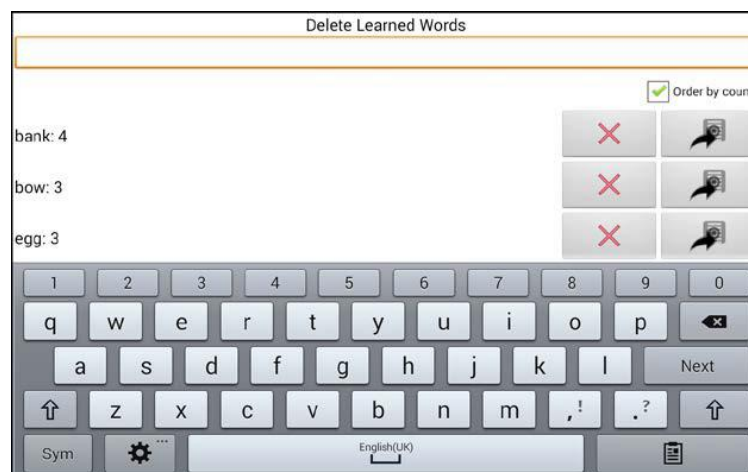 Delete Learned Words
Order by coun
bank: 4
bow: 3
egg: 3
1 2 3 4 5 6 7 8 9 0
q w e r t y u i o p
a s d f g h j k l Next
z x c v b n m ,! .?
Sym ... English(UK)